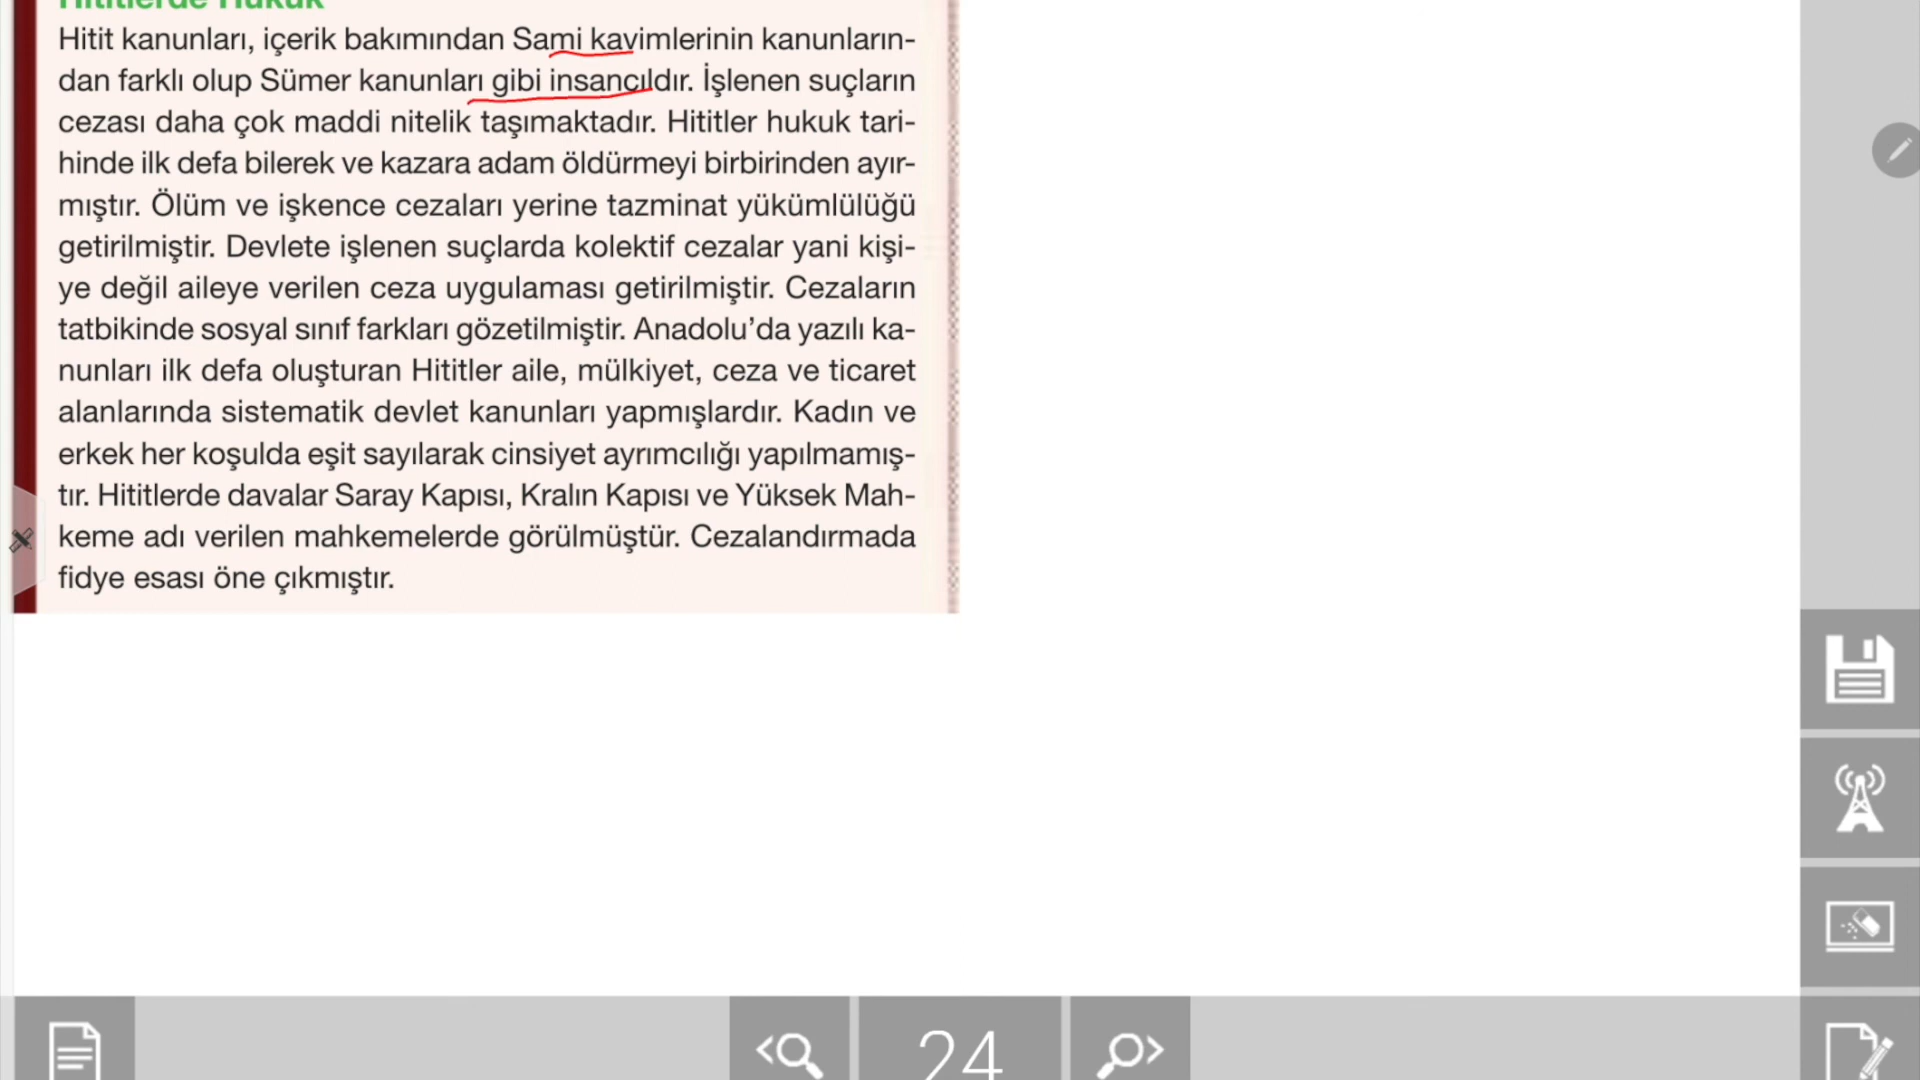 Hititlerde Hukuk
Hitit kanunları, içerik bakımından Sami kavimlerinin kanunların-
dan farklı olup Sümer kanunları gibi insancıldır. İşlenen suçların
cezası daha çok maddi nitelik taşımaktadır. Hititler hukuk tari-
hinde ilk defa bilerek ve kazara adam öldürmeyi birbirinden ayır-
mıştır. Ölüm ve işkence cezaları yerine tazminat yükümlülüğü
getirilmiştir. Devlete işlenen suçlarda kolektif cezalar yani kişi-
ye değil aileye verilen ceza uygulaması getirilmiştir. Cezaların
tatbikinde sosyal sınıf farkları gözetilmiştir. Anadolu’da yazılı ka-
nunları ilk defa oluşturan Hititler aile, mülkiyet, ceza ve ticaret
alanlarında sistematik devlet kanunları yapmışlardır. Kadın ve
erkek her koşulda eşit sayılarak cinsiyet ayrımcılığı yapılmamış-
tır. Hititlerde davalar Saray Kapısı, Kralın Kapısı ve Yüksek Mah-
keme adı verilen mahkemelerde görülmüştür. Cezalandırmada
fidye esası öne çıkmıştır.
24